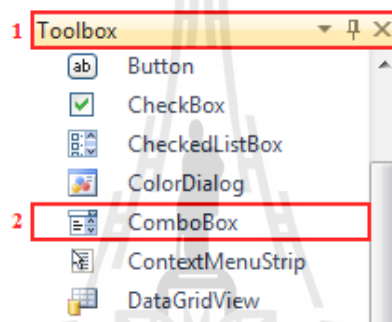 1 Toolbox
ab Button
CheckBox
CheckedListBox
ColorDialog
2 ComboBox
ContextMenuStrip
DataGridView